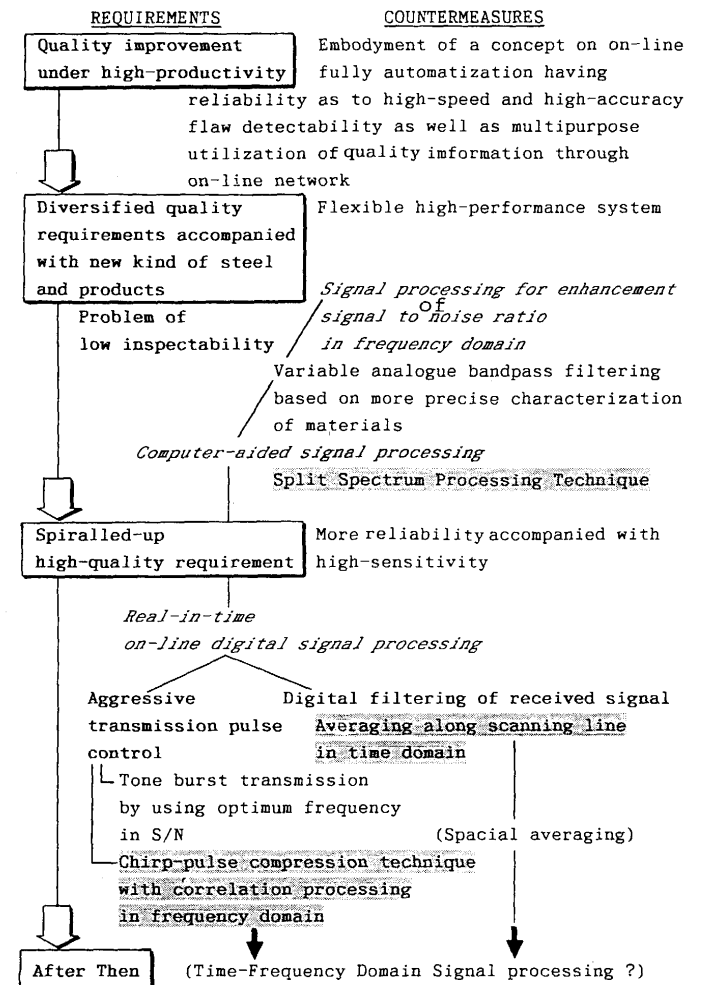 REQUIREMENTS
COUNTERMEASURES
Quality improvement
under high-productivity
Embodyment of a concept on on-line
fully automatization having
reliability as to high-speed and high-accuracy
flaw detectability as well as multipurpose
utilization of quality imformation through
on-line network
Diversified quality
requirements accompanied
with new kind of steel
and products
Flexible high-performance system
Problem of
low inspectability
Signal processing for enhancement
of
signal to noise ratio
in frequency domain
Variable analogue bandpass filtering
based on more precise characterization
of materials
Computer-aided signal processing
Split Spectrum Processing Technique
Spiralled-up
high-quality requirement
More reliability accompanied with
high-sensitivity
Real-in-time
on-line digital signal processing
Aggressive
transmission pulse
control
Digital filtering of received signal
Averaging along scanning line
in time domain
Tone burst transmission
by using optimum frequency
in S/N
(Spacial averaging)
Chirp-pulse compression technique
with correlation processing
in frequency domain
After Then
(Time-Frequency Domain Signal processing ?)